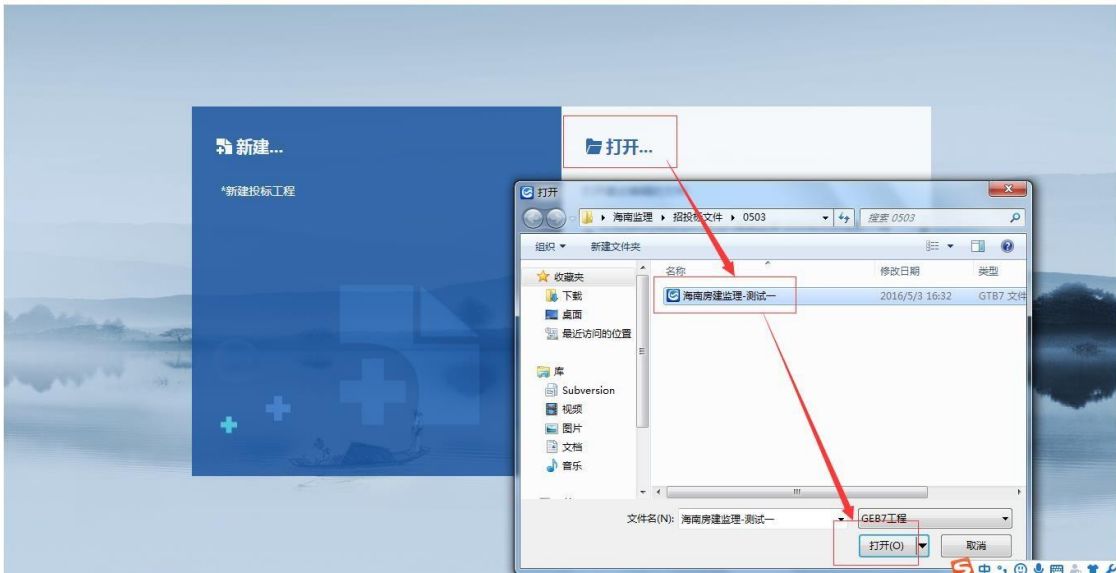 新建...
*新建投标工程
打开...
打开
海南监理 ▸ 招投标文件 ▸ 0503
搜索 0503
组织 新建文件夹
名称 修改日期 类型
收藏夹
下载
桌面
最近访问的位置
库
Subversion
视频
图片
文档
音乐
海南房建监理-测试一 2016/5/3 16:32 GTB7 文件
文件名(N): 海南房建监理-测试一 GEB7工程
打开(O) 取消
中